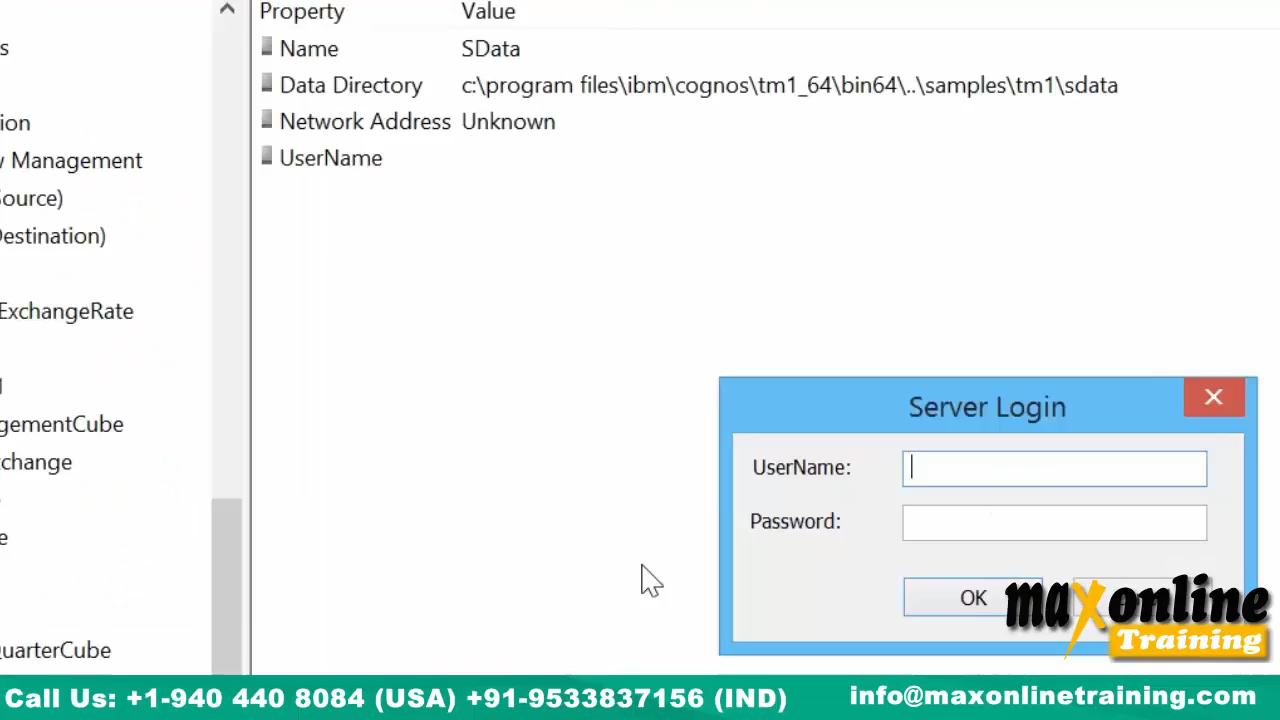 Property Value
Name SData
Data Directory c:\program files\ibm\cognos\tm1_64\bin64\..\samples\tm1\sdata
Network Address Unknown
UserName
s
ion
Management
Source)
Destination)
ExchangeRate
gementCube
change
e
uarterCube
Server Login
UserName:
Password:
OK
maxonline
Training
Call Us: +1-940 440 8084 (USA) +91-9533837156 (IND)
info@maxonlinetraining.com